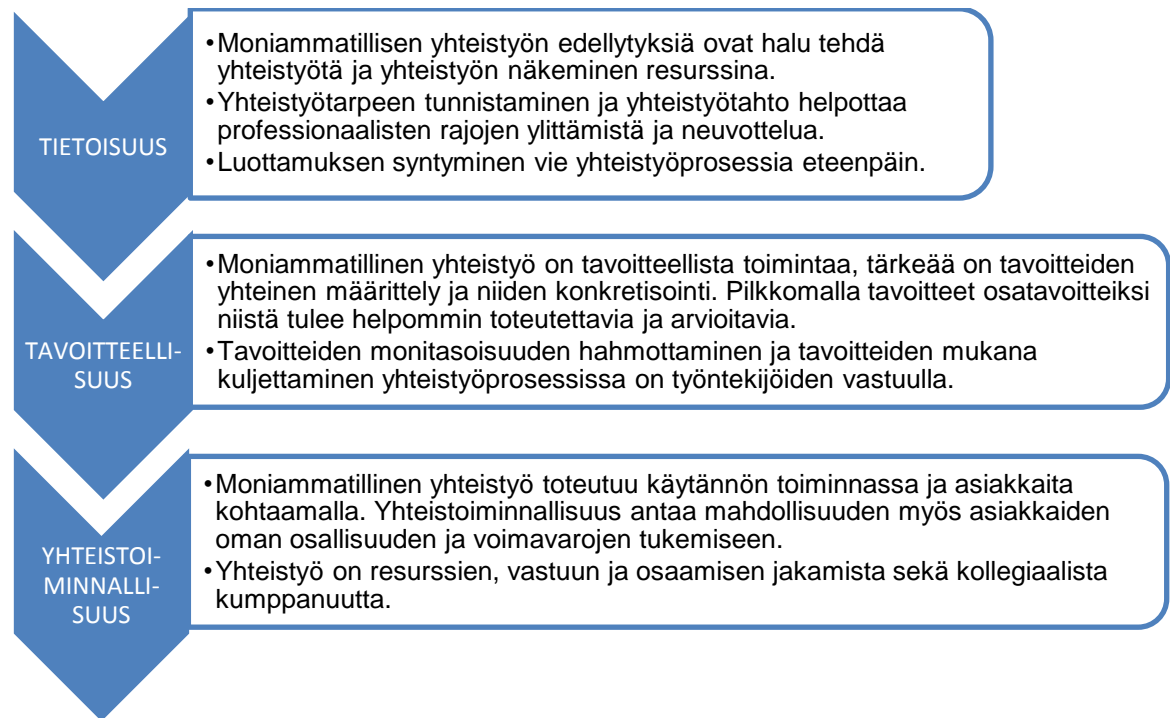 TIETOISUUS
•Moniammatillisen yhteistyön edellytyksiä ovat halu tehdä
yhteistyötä ja yhteistyön näkeminen resurssina.
•Yhteistyötarpeen tunnistaminen ja yhteistyötahto helpottaa
professionaalisten rajojen ylittämistä ja neuvottelua.
•Luottamuksen syntyminen vie yhteistyöprosessia eteenpäin.
TAVOITTEELLI-
SUUS
•Moniammatillinen yhteistyö on tavoitteellista toimintaa, tärkeää on tavoitteiden
yhteinen määrittely ja niiden konkretisointi. Pilkkomalla tavoitteet osatavoitteiksi
niistä tulee helpommin toteutettavia ja arvioitavia.
•Tavoitteiden monitasoisuuden hahmottaminen ja tavoitteiden mukana
kuljettaminen yhteistyöprosessissa on työntekijöiden vastuulla.
YHTEISTOI-
MINNALLI-
SUUS
•Moniammatillinen yhteistyö toteutuu käytännön toiminnassa ja asiakkaita
kohtaamalla. Yhteistoiminnallisuus antaa mahdollisuuden myös asiakkaiden
oman osallisuuden ja voimavarojen tukemiseen.
•Yhteistyö on resurssien, vastuun ja osaamisen jakamista sekä kollegiaalista
kumppanuutta.